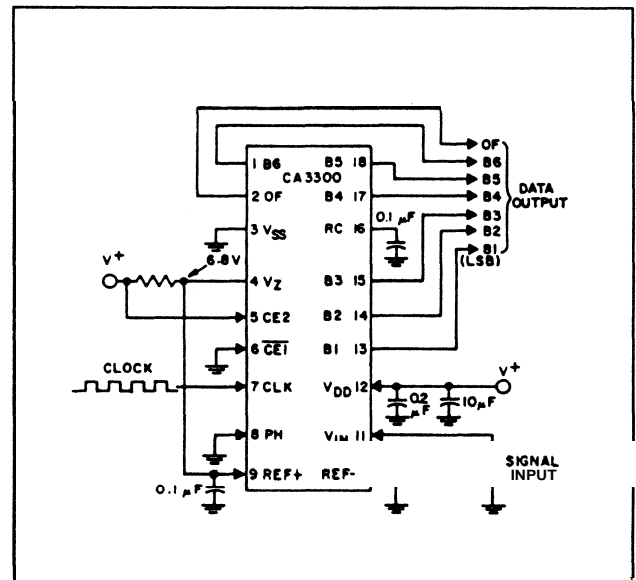 OF
B6
B5
B4
B3
B2
B1
(LSB)
DATA
OUTPUT
1 B6
B5 18
CA3300
2 OF
B4 17
0.1 μF
3 VSS
RC 16
6.8 V
V+
4 VZ
B3 15
5 CE2
B2 14
6 CE1
B1 13
CLOCK
7 CLK
VDD 12
V+
0.2
μF
10 μF
8 PH
11
SIGNAL
INPUT
9 REF+
REF-
0.1 μF